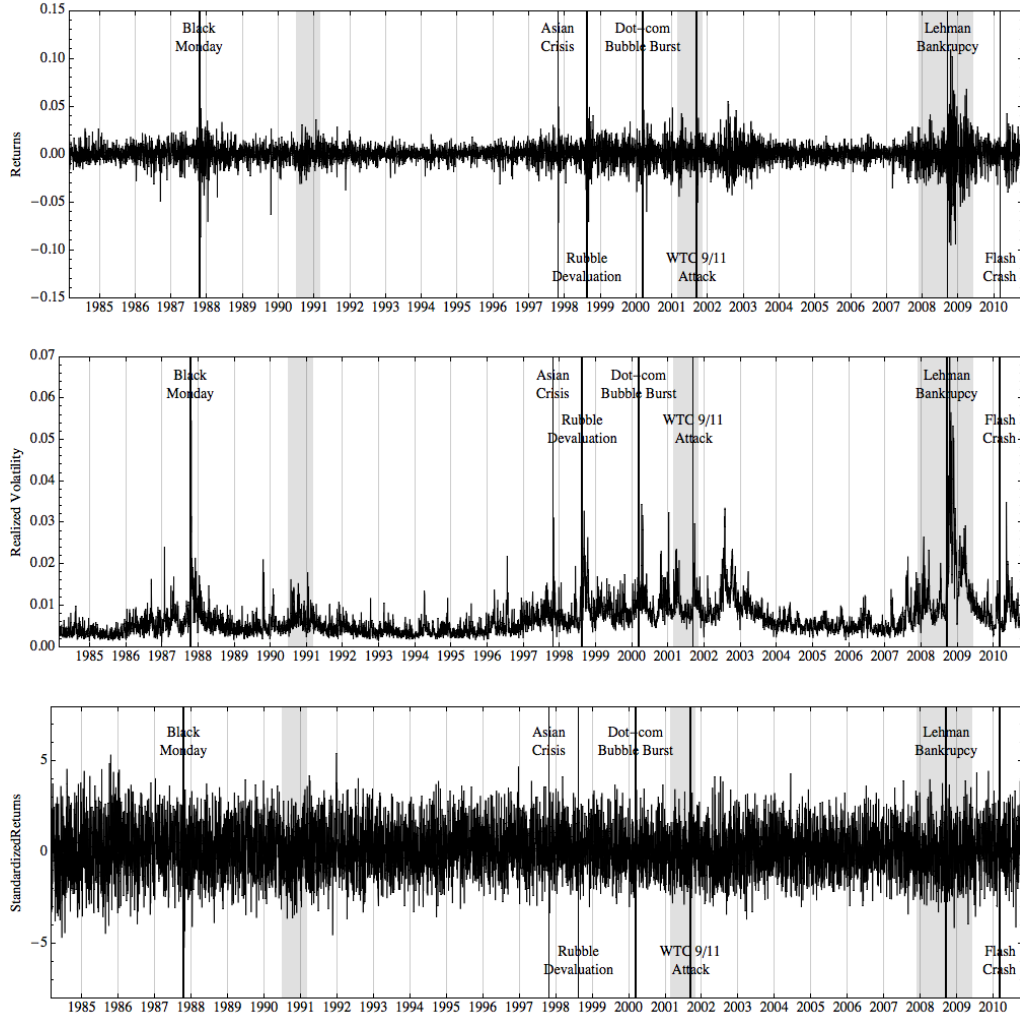 0.15
Black
Monday
Asian
Crisis
Dot-com
Bubble Burst
Lehman
Bankrupcy
0.10
0.05
0.00
Returns
−0.05
−0.10
Rubble
Devaluation
WTC 9/11
Attack
Flash
Crash
−0.15
1985 1986 1987 1988 1989 1990 1991 1992 1993 1994 1995 1996 1997 1998 1999 2000 2001 2002 2003 2004 2005 2006 2007 2008 2009 2010
0.07
Black
Monday
Asian
Crisis
Dot-com
Bubble Burst
Lehman
Bankrupcy
0.06
Rubble
Devaluation
WTC 9/11
Attack
Flash
Crash
0.05
0.04
Realized Volatility
0.03
0.02
0.01
0.00
1985 1986 1987 1988 1989 1990 1991 1992 1993 1994 1995 1996 1997 1998 1999 2000 2001 2002 2003 2004 2005 2006 2007 2008 2009 2010
Black
Monday
Asian
Crisis
Dot-com
Bubble Burst
Lehman
Bankrupcy
5
0
StandardizedReturns
−5
Rubble
Devaluation
WTC 9/11
Attack
Flash
Crash
1985 1986 1987 1988 1989 1990 1991 1992 1993 1994 1995 1996 1997 1998 1999 2000 2001 2002 2003 2004 2005 2006 2007 2008 2009 2010